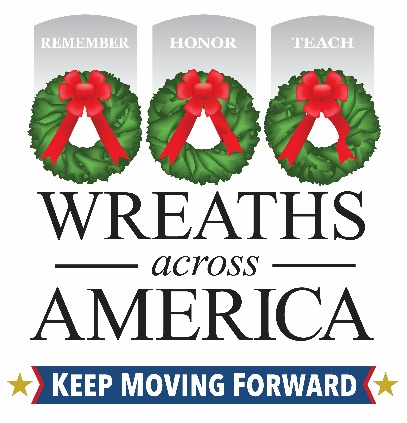 REMEMBER HONOR TEACH
WREATHS
across
AMERICA
KEEP MOVING FORWARD